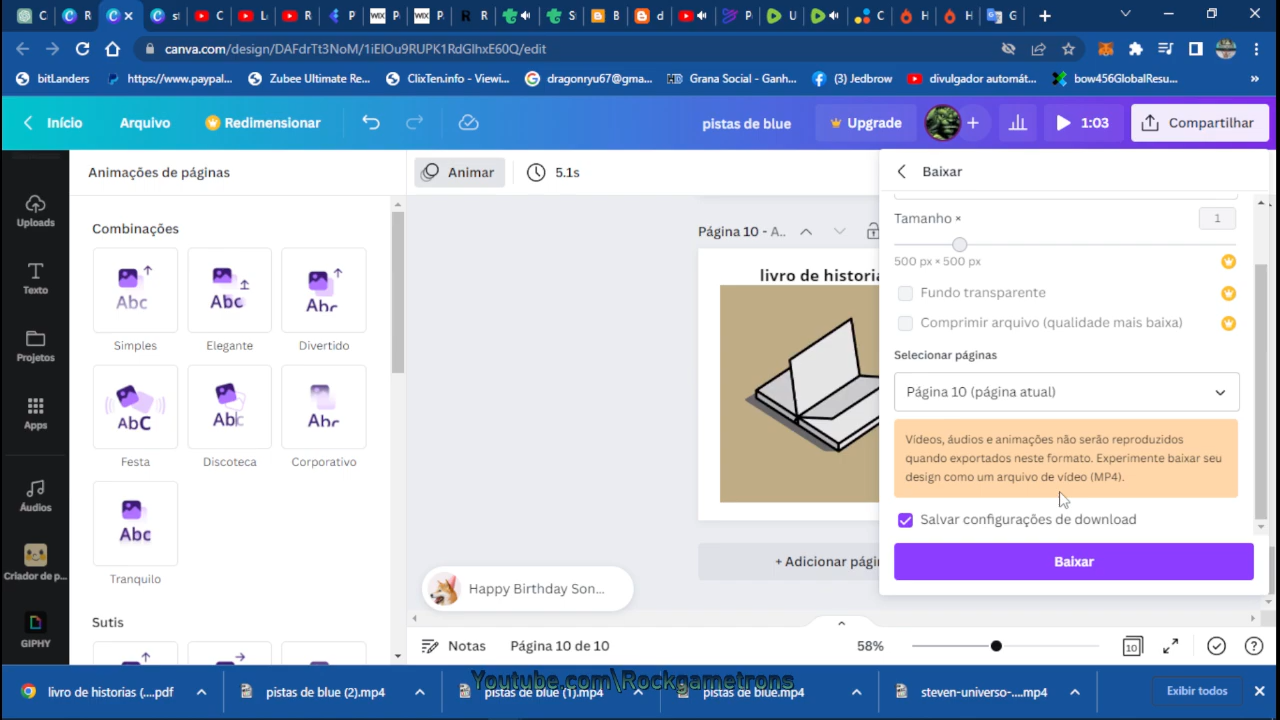 C
R
st
C
Lo
R
P
P
P
R
R
S
B
d
P
U
C
H
H
G
canva.com/design/DAFdrTt3NoM/1iEIOu9RUPK1RdGlhxE60Q/edit
bitLanders
https://www.paypal...
Zubee Ultimate Re...
ClixTen.info - Viewi...
dragonryu67@gma...
Grana Social - Ganh...
(3) Jedbrow
divulgador automát...
bow456GlobalResu...
»
Início
Arquivo
Redimensionar
pistas de blue
Upgrade
1:03
Compartilhar
Uploads
Texto
Projetos
Apps
Áudios
Criador de p...
GIPHY
Animações de páginas
Combinações
Abc
Abc
Abc
Simples
Elegante
Divertido
AbC
Abc
Abc
Festa
Discoteca
Corporativo
Abc
Tranquilo
Sutis
Animar
5.1s
Página 10 - A..
livro de historia
+ Adicionar págin
Happy Birthday Son...
Notas
Página 10 de 10
58%
10
Baixar
Tamanho ×
1
500 px × 500 px
Fundo transparente
Comprimir arquivo (qualidade mais baixa)
Selecionar páginas
Página 10 (página atual)
Vídeos, áudios e animações não serão reproduzidos
quando exportados neste formato. Experimente baixar seu
design como um arquivo de vídeo (MP4).
Salvar configurações de download
Baixar
livro de historias (....pdf
pistas de blue (2).mp4
pistas de blue (1).mp4
pistas de blue.mp4
steven-universo-....mp4
Exibir todos
Youtube.com\Rockgametrons